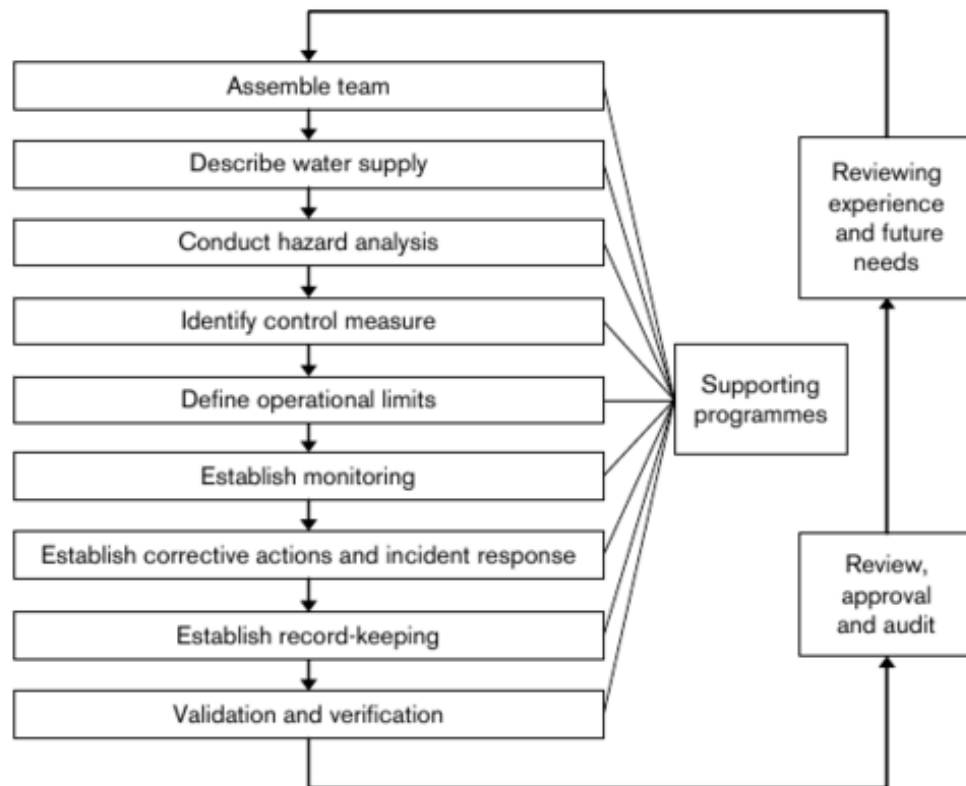 Assemble team
Describe water supply
Conduct hazard analysis
Identify control measure
Define operational limits
Establish monitoring
Establish corrective actions and incident response
Establish record-keeping
Validation and verification
Supporting
programmes
Reviewing
experience
and future
needs
Review,
approval
and audit